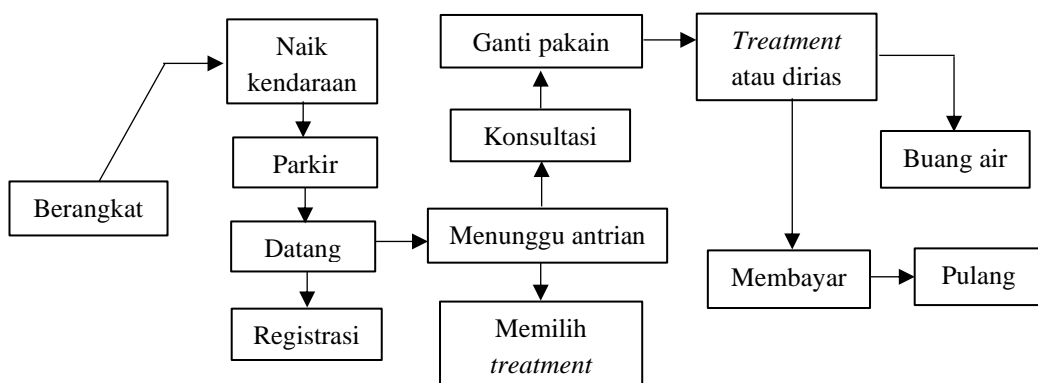 Berangkat
Naik
kendaraan
Parkir
Datang
Registrasi
Menunggu antrian
Memilih
treatment
Konsultasi
Ganti pakain
Treatment
atau dirias
Buang air
Membayar
Pulang